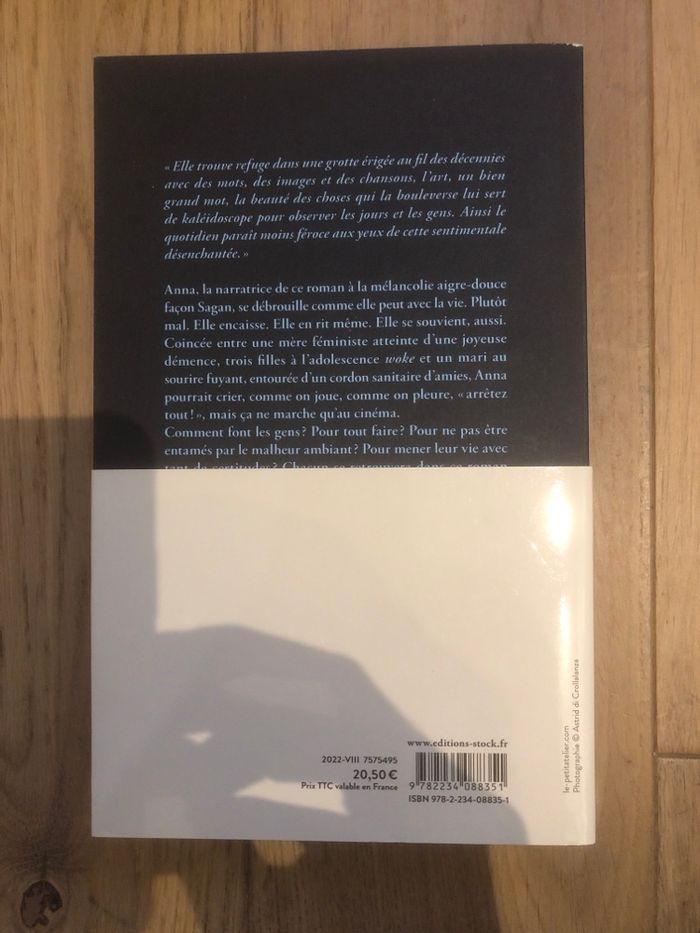 « Elle trouve refuge dans une grotte érigée au fil des décennies
avec des mots, des images et des chansons, l'art, un bien
grand mot, la beauté des choses qui la bouleverse lui sert
de kaléidoscope pour observer les jours et les gens. Ainsi le
quotidien paraît moins féroce aux yeux de cette sentimentale
désenchantée. »
Anna, la narratrice de ce roman à la mélancolie aigre-douce
façon Sagan, se débrouille comme elle peut avec la vie. Plutôt
mal. Elle encaisse. Elle en rit même. Elle se souvient, aussi.
Coincée entre une mère féministe atteinte d'une joyeuse
démence, trois filles à l'adolescence woke et un mari au
sourire fuyant, entourée d'un cordon sanitaire d'amies, Anna
pourrait crier, comme on joue, comme on pleure, « arrêtez
tout ! », mais ça ne marche qu'au cinéma.
Comment font les gens ? Pour tout faire ? Pour ne pas être
entamés par le malheur ambiant ? Pour mener leur vie avec
tant de certitudes ? Chacun se retrouvera dans ce roman
www.editions-stock.fr
2022-VIII 7575495
20,50 €
Prix TTC valable en France
9 782234 088351
ISBN 978-2-234-08835-1
le-petitatelier.com
Photographie © Astrid di Crollalanza